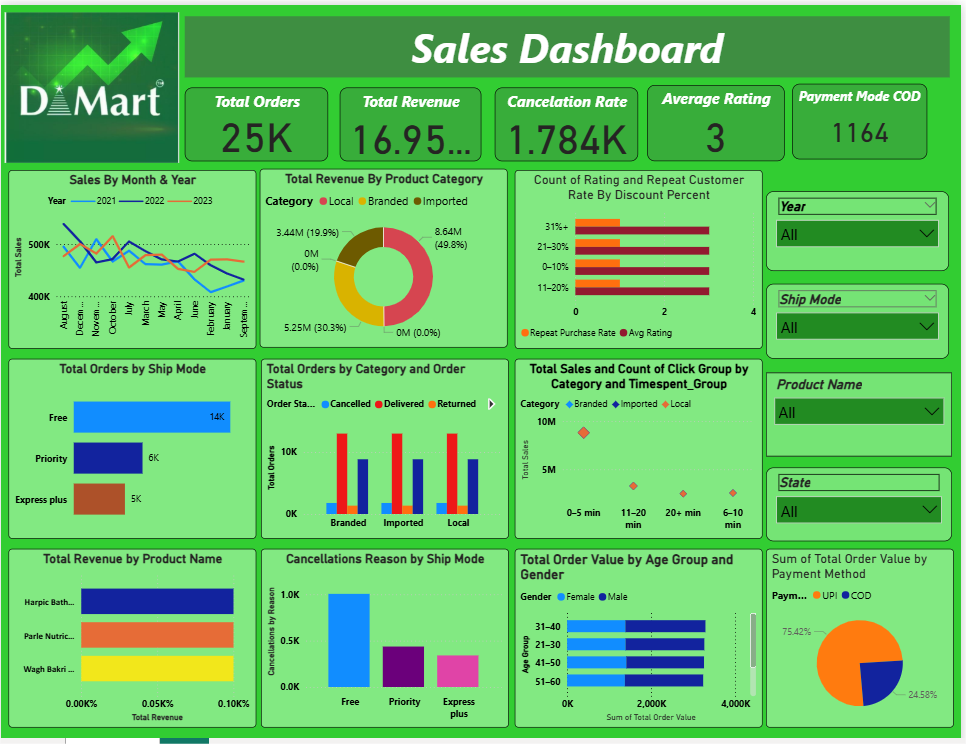 D Mart
Sales Dashboard
Total Orders
25K
Total Revenue
16.95...
Cancelation Rate
1.784K
Average Rating
3
Payment Mode COD
1164
Sales By Month & Year
Year 2021 2022 2023
Total Sales
500K
400K
August
Decem...
Novem...
October
July
March
May
April
June
February
January
Septem...
Total Revenue By Product Category
Category Local Branded Imported
3.44M (19.9%)
0M
(0.0%)
5.25M (30.3%)
8.64M
(49.8%)
0M (0.0%)
Count of Rating and Repeat Customer
Rate By Discount Percent
31%+
21–30%
0–10%
11–20%
0 2 4
Repeat Purchase Rate Avg Rating
Year
All
Ship Mode
All
Product Name
All
State
All
Total Orders by Ship Mode
Free 14K
Priority 6K
Express plus 5K
Total Orders by Category and Order
Status
Order Sta... Cancelled Delivered Returned
Total Orders
10K
0K
Branded Imported Local
Total Sales and Count of Click Group by
Category and Timespent_Group
Category Branded Imported Local
Total Sales
10M
5M
0–5 min 11–20 min 20+ min 6–10 min
Total Revenue by Product Name
Harpic Bath...
Parle Nutric...
Wagh Bakri ...
0.00K% 0.05K% 0.10K%
Total Revenue
Cancellations Reason by Ship Mode
Cancellations by Reason
1.0K
0.5K
0.0K
Free Priority Express plus
Total Order Value by Age Group and
Gender
Gender Female Male
Age Group
31–40
21–30
41–50
51–60
0K 2,000K 4,000K
Sum of Total Order Value
Sum of Total Order Value by
Payment Method
Paym... UPI COD
75.42%
24.58%